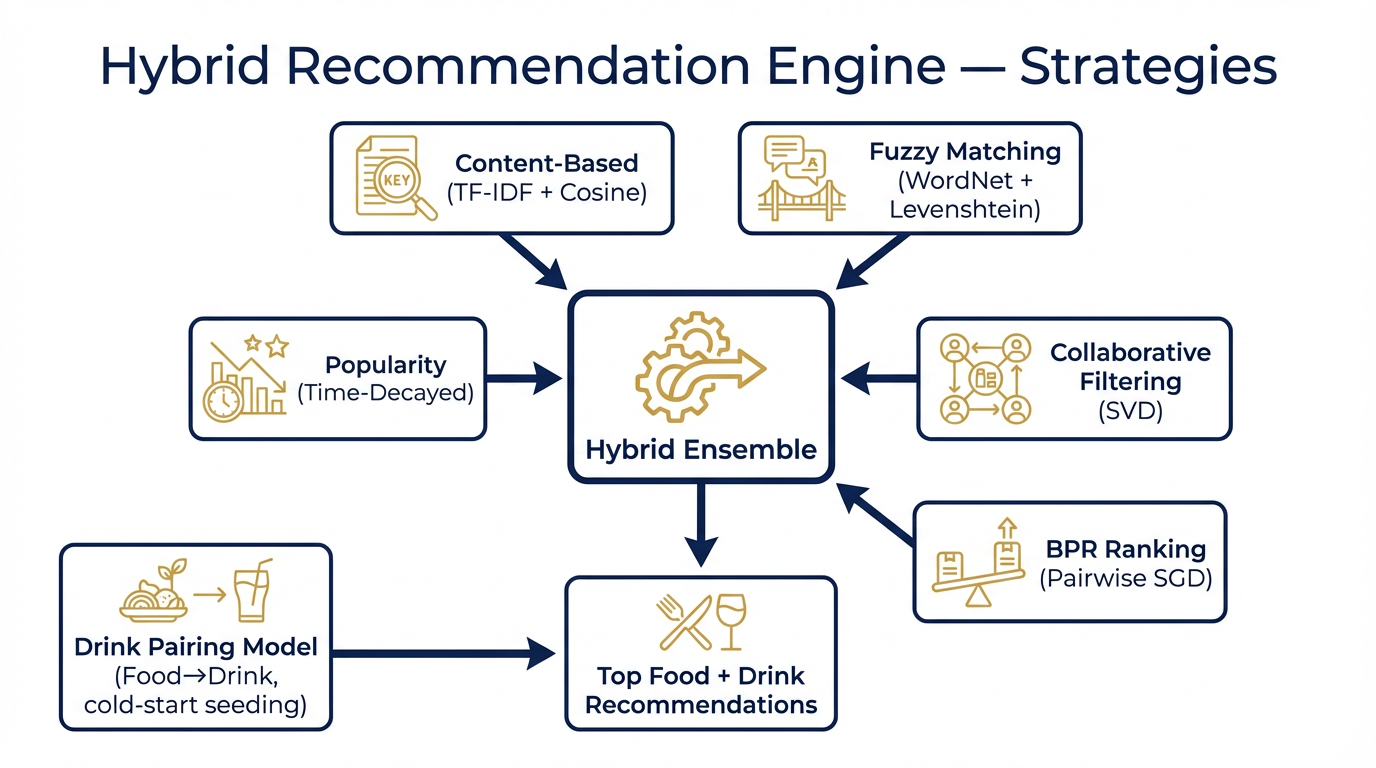 Hybrid Recommendation Engine — Strategies
KEY
Content-Based
(TF-IDF + Cosine)
A
Fuzzy Matching
(WordNet +
Levenshtein)
Popularity
(Time-Decayed)
Hybrid Ensemble
Collaborative
Filtering
(SVD)
BPR Ranking
(Pairwise SGD)
Drink Pairing Model
(Food→Drink,
cold-start seeding)
Top Food + Drink
Recommendations